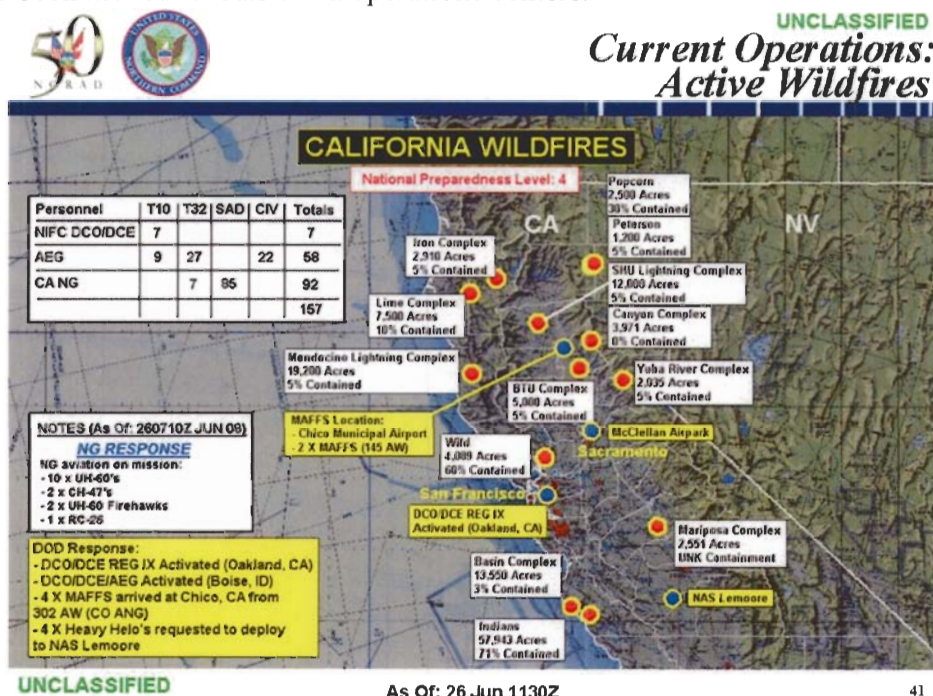 UNCLASSIFIED
50
NORAD
UNITED STATES
NORTHERN COMMAND
Current Operations:
Active Wildfires
CALIFORNIA WILDFIRES
National Preparedness Level: 4
Personnel T10 T32 SAD CIV Totals
NIFC DCO/DCE 7 7
AEG 9 27 22 58
CA NG 7 85 92
157
CA
NV
Popcorn
2,500 Acres
30% Contained
Peterson
1,200 Acres
5% Contained
Iron Complex
2,910 Acres
5% Contained
SHU Lightning Complex
12,000 Acres
5% Contained
Lime Complex
7,500 Acres
10% Contained
Canyon Complex
3,971 Acres
0% Contained
Mendocino Lightning Complex
19,200 Acres
5% Contained
BTU Complex
5,000 Acres
5% Contained
Yuba River Complex
2,035 Acres
5% Contained
MAFFS Location:
- Chico Municipal Airport
- 2 X MAFFS (145 AW)
McClellan Airpark
Sacramento
NOTES (As Of: 260710Z JUN 08)
NG RESPONSE
NG aviation on mission:
- 10 x UH-60's
- 2 x CH-47's
- 2 x UH-60 Firehawks
- 1 x RC-26
Wild
4,089 Acres
60% Contained
San Francisco
DCO/DCE REG IX
Activated (Oakland, CA)
Mariposa Complex
2,551 Acres
UNK Containment
DOD Response:
- DCO/DCE REG IX Activated (Oakland, CA)
- DCO/DCE/AEG Activated (Boise, ID)
- 4 X MAFFS arrived at Chico, CA from
302 AW (CO ANG)
- 4 X Heavy Helo's requested to deploy
to NAS Lemoore
Basin Complex
13,550 Acres
3% Contained
NAS Lemoore
Indians
57,943 Acres
71% Contained
UNCLASSIFIED
As Of: 26 Jun 1130Z
41